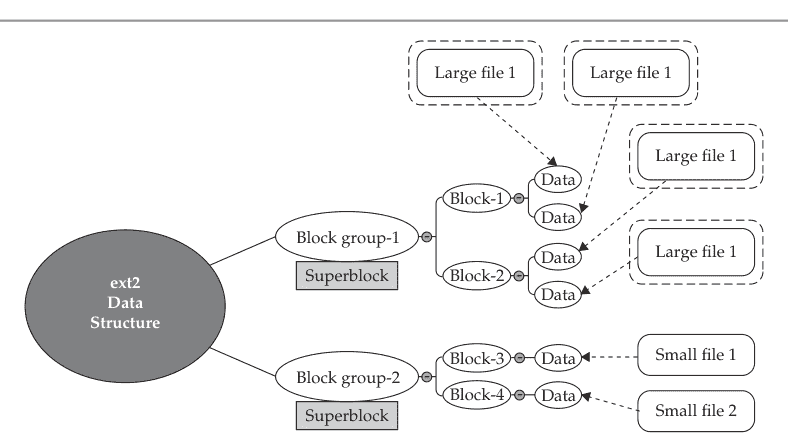 Large file 1
Large file 1
Large file 1
Data
Block-1
Data
Block group-1
Large file 1
Data
Block-2
Superblock
Data
ext2
Data
Structure
Block-3
Data
Small file 1
Block group-2
Block-4
Data
Small file 2
Superblock